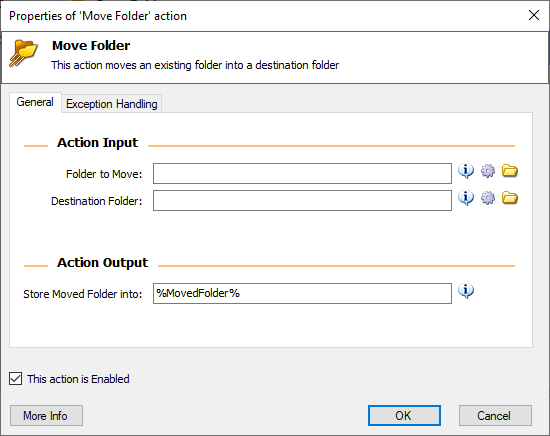 Properties of 'Move Folder' action
Move Folder
This action moves an existing folder into a destination folder
General
Exception Handling
Action Input
Folder to Move:
Destination Folder:
Action Output
Store Moved Folder into:
%MovedFolder%
This action is Enabled
More Info
OK
Cancel